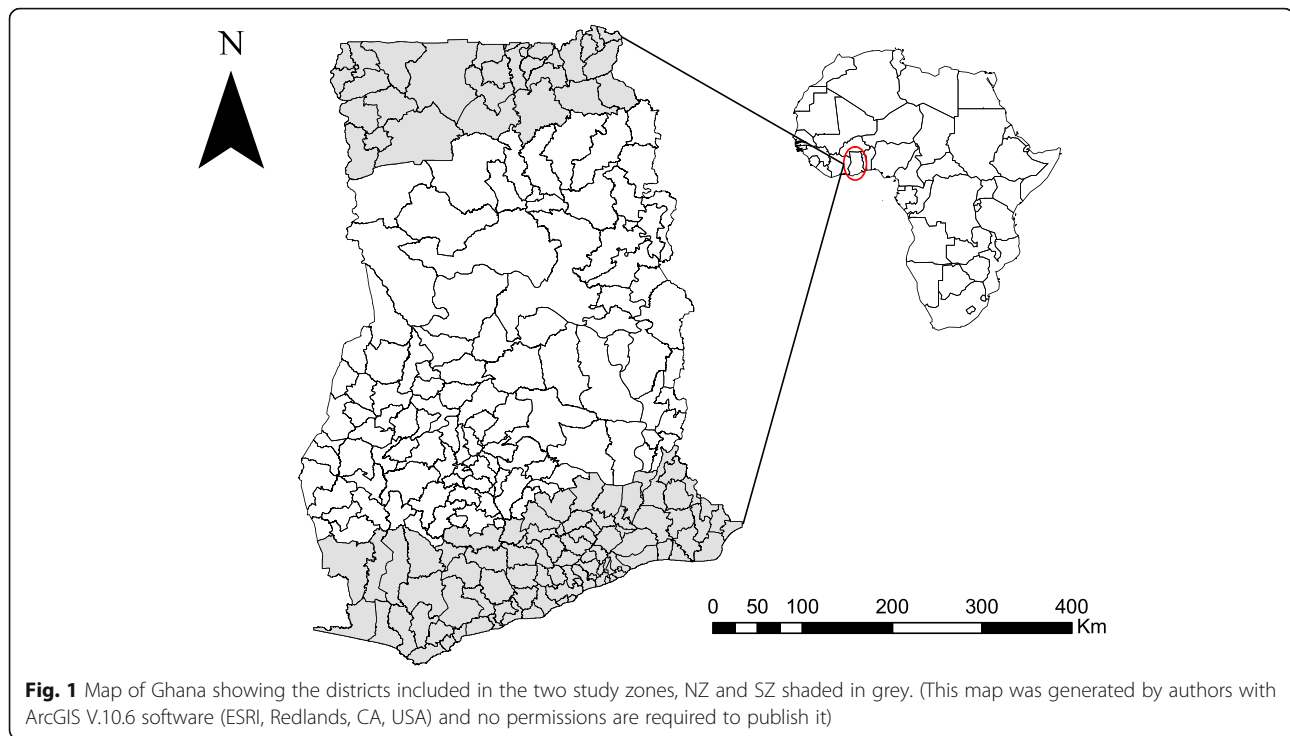 N
0 50 100 200 300 400
Km
Fig. 1 Map of Ghana showing the districts included in the two study zones, NZ and SZ shaded in grey. (This map was generated by authors with
ArcGIS V.10.6 software (ESRI, Redlands, CA, USA) and no permissions are required to publish it)